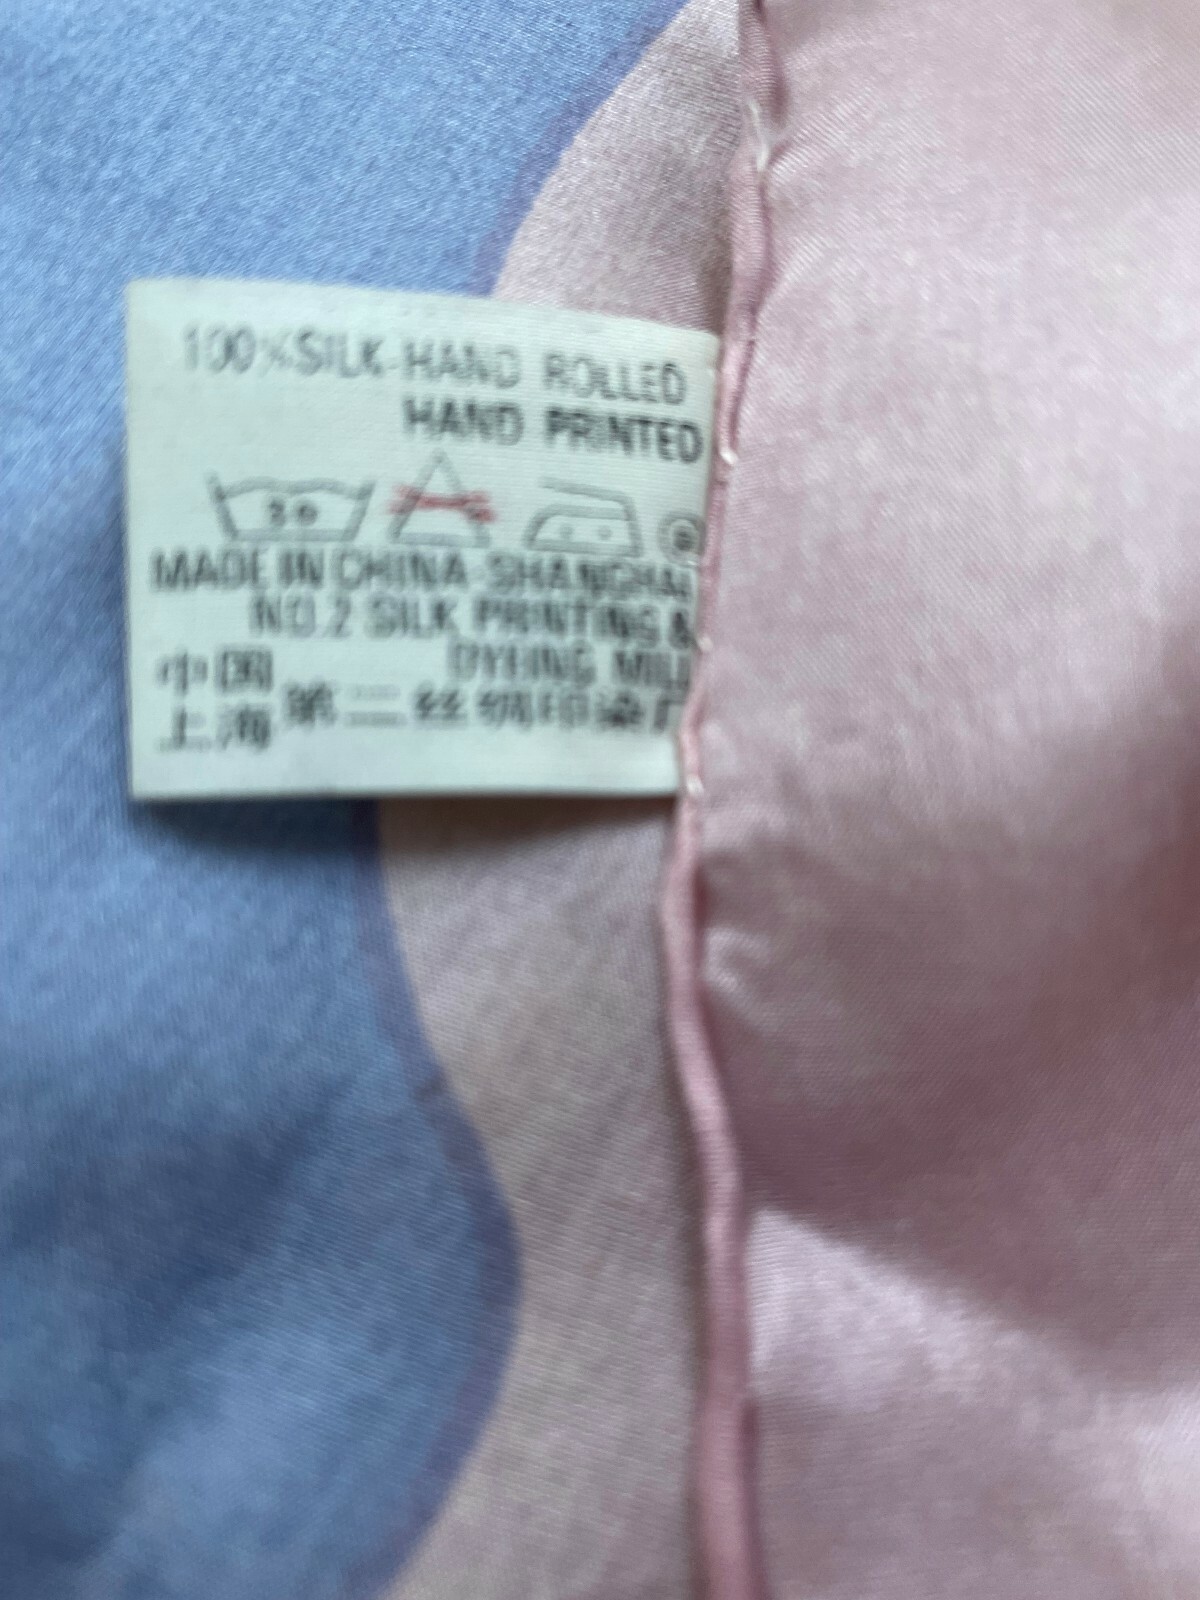 100%SILK-HAND ROLLED
HAND PRINTED
30
P
MADE IN CHINA SHANGHAI
NO.2 SILK PRINTING &
DYEING MILL
中国
上海 第二丝绸印染厂